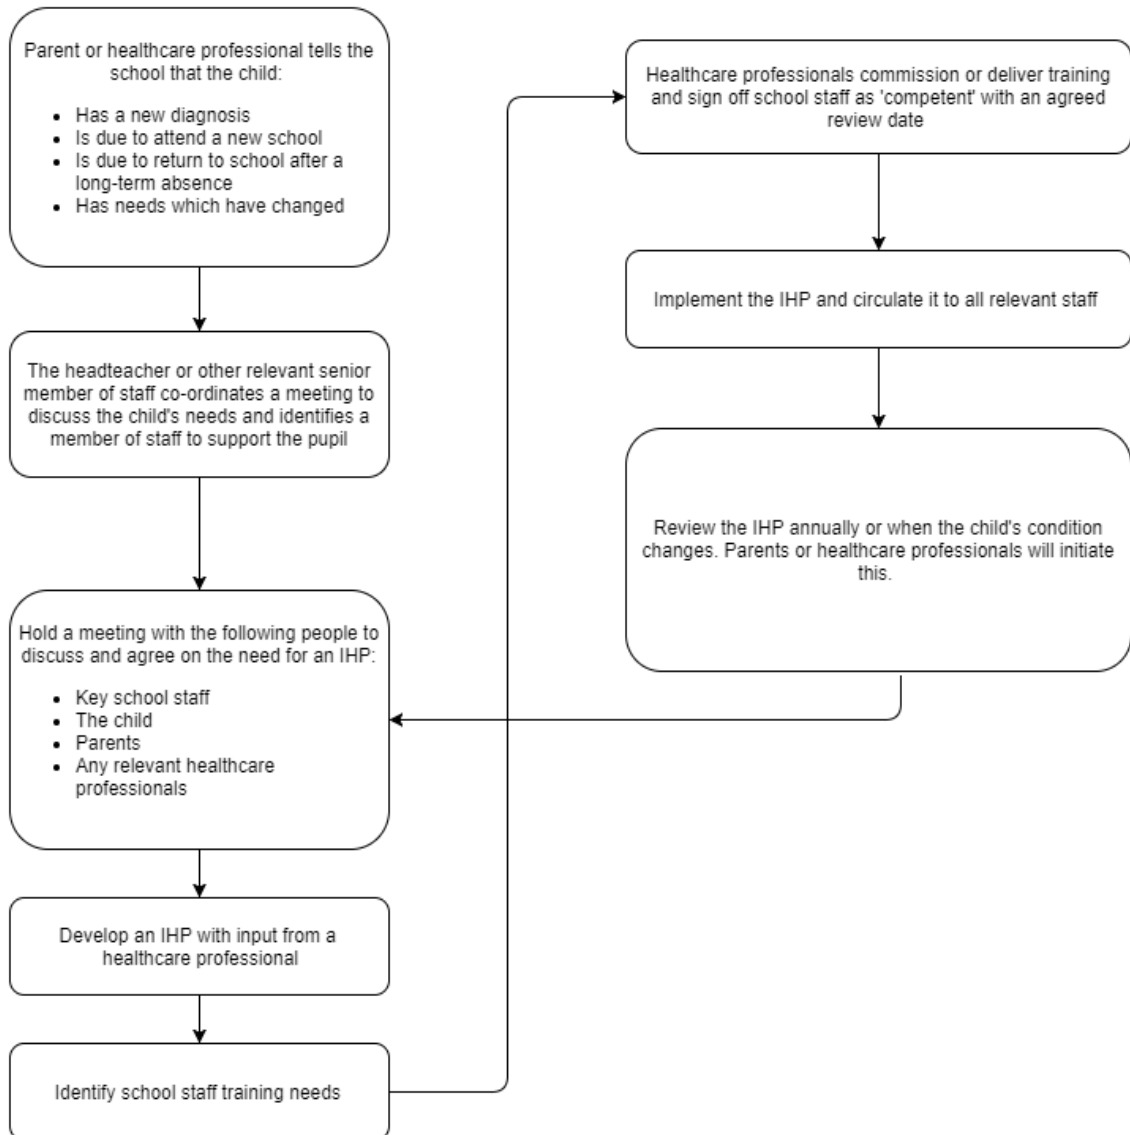 Parent or healthcare professional tells the
school that the child:
• Has a new diagnosis
• Is due to attend a new school
• Is due to return to school after a
long-term absence
• Has needs which have changed
The headteacher or other relevant senior
member of staff co-ordinates a meeting to
discuss the child's needs and identifies a
member of staff to support the pupil
Hold a meeting with the following people to
discuss and agree on the need for an IHP:
• Key school staff
• The child
• Parents
• Any relevant healthcare
professionals
Develop an IHP with input from a
healthcare professional
Identify school staff training needs
Healthcare professionals commission or deliver training
and sign off school staff as 'competent' with an agreed
review date
Implement the IHP and circulate it to all relevant staff
Review the IHP annually or when the child's condition
changes. Parents or healthcare professionals will initiate
this.